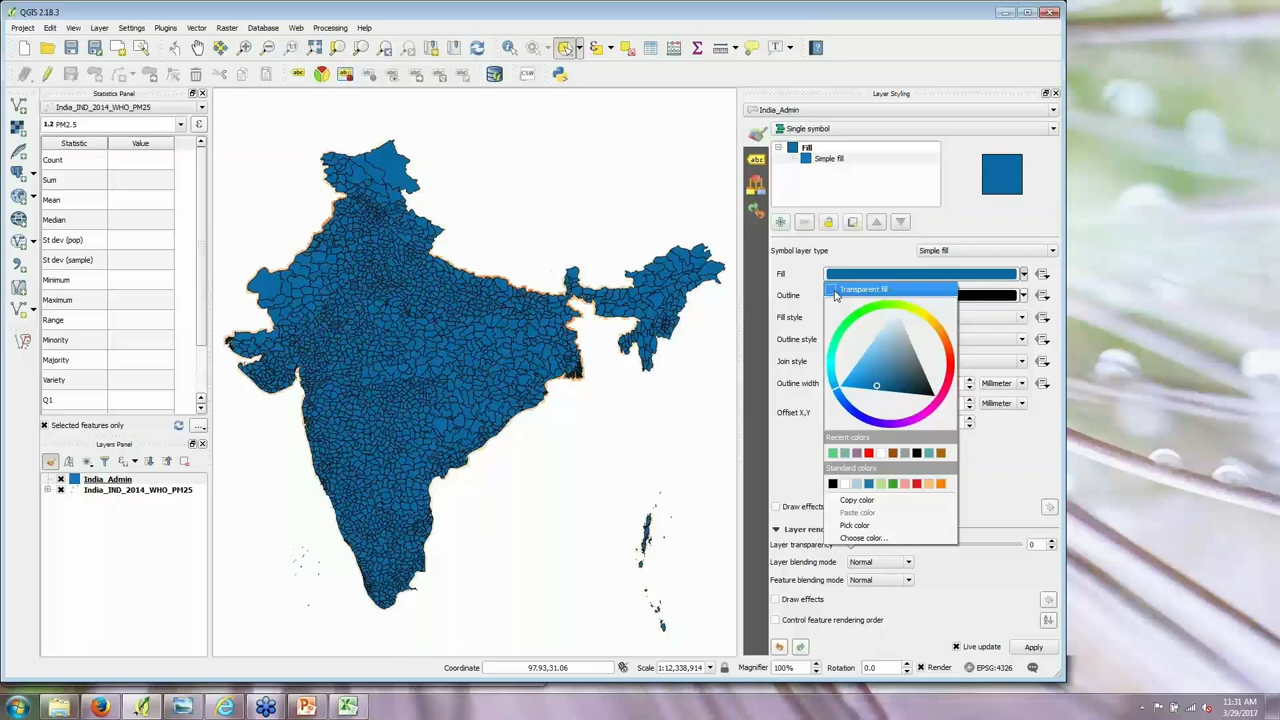 QGIS 2.18.3
Project Edit View Layer Settings Plugins Vector Raster Database Web Processing Help
Statistics Panel
India_IND_2014_WHO_PM25
1.2 PM2.5
Statistic Value
Count
Sum
Mean
Median
St dev (pop)
St dev (sample)
Minimum
Maximum
Range
Minority
Majority
Variety
Q1
Selected features only
Layers Panel
India_Admin
India_IND_2014_WHO_PM25
Layer Styling
India_Admin
Single symbol
Fill
Simple fill
Symbol layer type Simple fill
Fill
Transparent fill
Outline
Fill style
Outline style
Join style
Outline width Millimeter
Offset X,Y Millimeter
Recent colors
Standard colors
Copy color
Paste color
Pick color
Choose color...
Draw effects
Layer rend
Layer transparency 0
Layer blending mode Normal
Feature blending mode Normal
Draw effects
Control feature rendering order
Live update Apply
Coordinate 97.93,31.06 Scale 1:12,338,914 Magnifier 100% Rotation 0.0 Render EPSG:4326
11:31 AM
3/29/2017